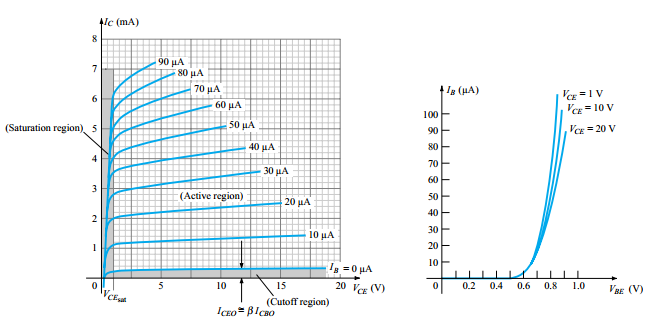 I_C (mA)
8
7
6
5
4
3
2
1
0
5
10
15
20
V_CE (V)
90 μA
80 μA
70 μA
60 μA
50 μA
40 μA
30 μA
20 μA
10 μA
I_B = 0 μA
(Saturation region)
(Active region)
(Cutoff region)
V_CEsat
I_CEO ≅ β I_CBO
I_B (μA)
100
90
80
70
60
50
40
30
20
10
0
0.2
0.4
0.6
0.8
1.0
V_BE (V)
V_CE = 1 V
V_CE = 10 V
V_CE = 20 V